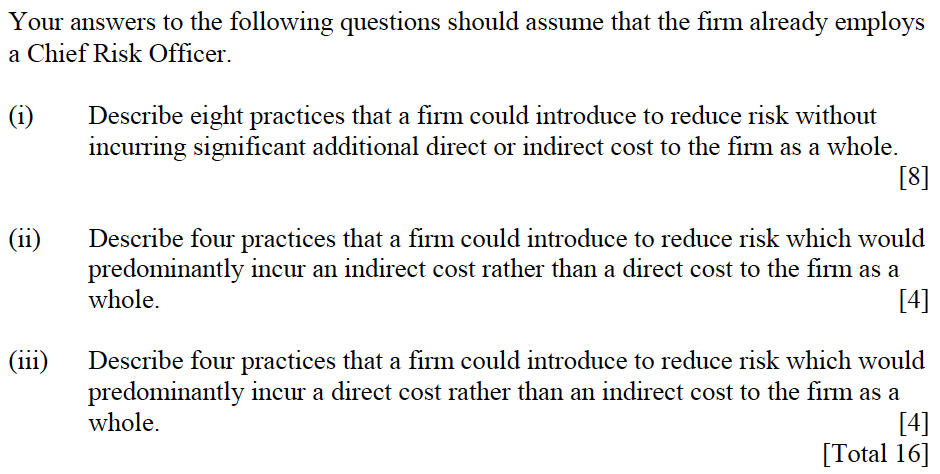 Your answers to the following questions should assume that the firm already employs
a Chief Risk Officer.
(i) Describe eight practices that a firm could introduce to reduce risk without
incurring significant additional direct or indirect cost to the firm as a whole.
[8]
(ii) Describe four practices that a firm could introduce to reduce risk which would
predominantly incur an indirect cost rather than a direct cost to the firm as a
whole. [4]
(iii) Describe four practices that a firm could introduce to reduce risk which would
predominantly incur a direct cost rather than an indirect cost to the firm as a
whole. [4]
[Total 16]